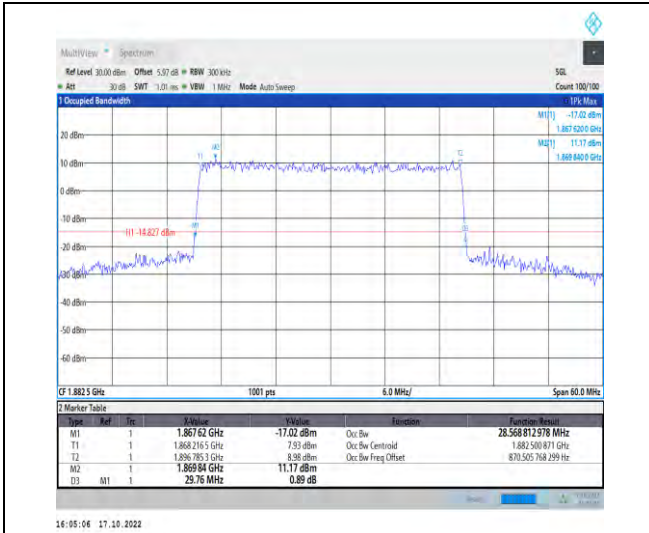 MultiView Spectrum
Ref Level 30.00 dBm Offset 5.97 dB RBW 300 kHz SGL
Att 30 dB SWT 1.01 ms VBW 1 MHz Mode Auto Sweep Count 100/100
1 Occupied Bandwidth 1Pk Max
M1[1] -17.02 dBm
1.867 620 0 GHz
M2[1] 11.17 dBm
1.869 840 0 GHz
20 dBm
T1 M2 T2
10 dBm
0 dBm
-10 dBm
M1
H1 -14.827 dBm
-20 dBm
-30 dBm
-40 dBm
-50 dBm
-60 dBm
CF 1.882 5 GHz 1001 pts 6.0 MHz/ Span 60.0 MHz
2 Marker Table
Type Ref Trc X-Value Y-Value Function Function Result
M1 1 1.867 62 GHz -17.02 dBm Occ Bw 28.568 812 978 MHz
T1 1 1.868 216 5 GHz 7.93 dBm Occ Bw Centroid 1.882 500 871 GHz
T2 1 1.896 785 3 GHz 8.98 dBm Occ Bw Freq Offset 870.505 768 299 Hz
M2 1 1.869 84 GHz 11.17 dBm
D3 M1 1 29.76 MHz 0.89 dB
16:05:06 17.10.2022